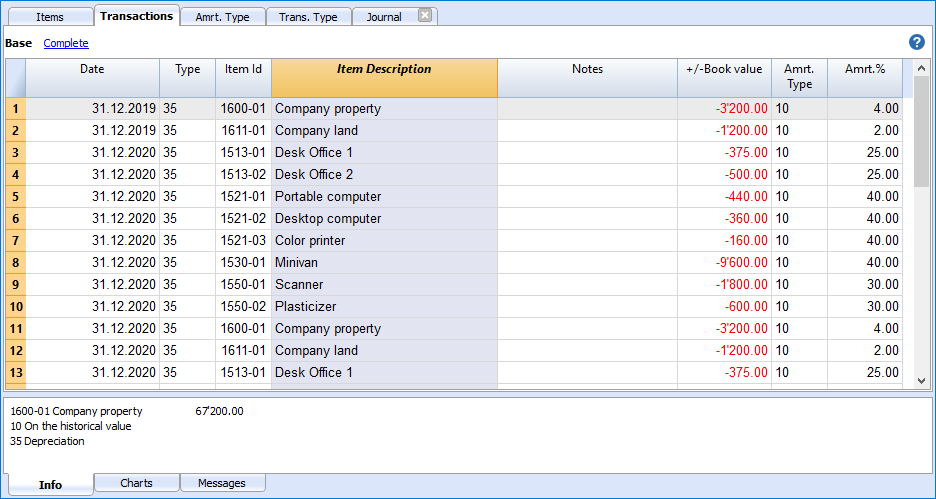 Items Transactions Amrt. Type Trans. Type Journal
Base Complete
Date Type Item Id Item Description Notes +/-Book value Amrt. Type Amrt.%
1 31.12.2019 35 1600-01 Company property -3'200.00 10 4.00
2 31.12.2019 35 1611-01 Company land -1'200.00 10 2.00
3 31.12.2020 35 1513-01 Desk Office 1 -375.00 10 25.00
4 31.12.2020 35 1513-02 Desk Office 2 -500.00 10 25.00
5 31.12.2020 35 1521-01 Portable computer -440.00 10 40.00
6 31.12.2020 35 1521-02 Desktop computer -360.00 10 40.00
7 31.12.2020 35 1521-03 Color printer -160.00 10 40.00
8 31.12.2020 35 1530-01 Minivan -9'600.00 10 40.00
9 31.12.2020 35 1550-01 Scanner -1'800.00 10 30.00
10 31.12.2020 35 1550-02 Plasticizer -600.00 10 30.00
11 31.12.2020 35 1600-01 Company property -3'200.00 10 4.00
12 31.12.2020 35 1611-01 Company land -1'200.00 10 2.00
13 31.12.2020 35 1513-01 Desk Office 1 -375.00 10 25.00
1600-01 Company property 67'200.00
10 On the historical value
35 Depreciation
Info Charts Messages